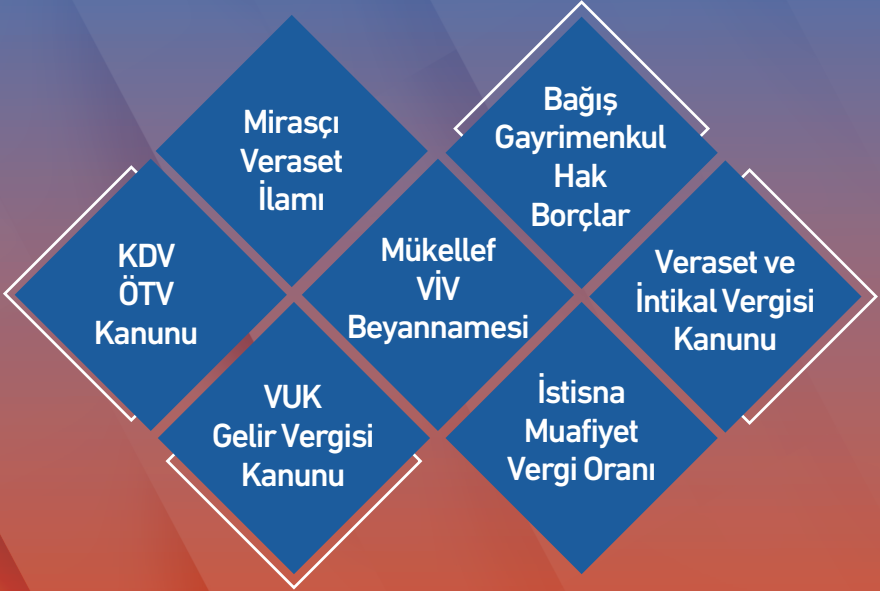 Mirasçı
Veraset
İlamı
Bağış
Gayrimenkul
Hak
Borçlar
KDV
ÖTV
Kanunu
Mükellef
VİV
Beyannamesi
Veraset ve
İntikal Vergisi
Kanunu
VUK
Gelir Vergisi
Kanunu
İstisna
Muafiyet
Vergi Oranı